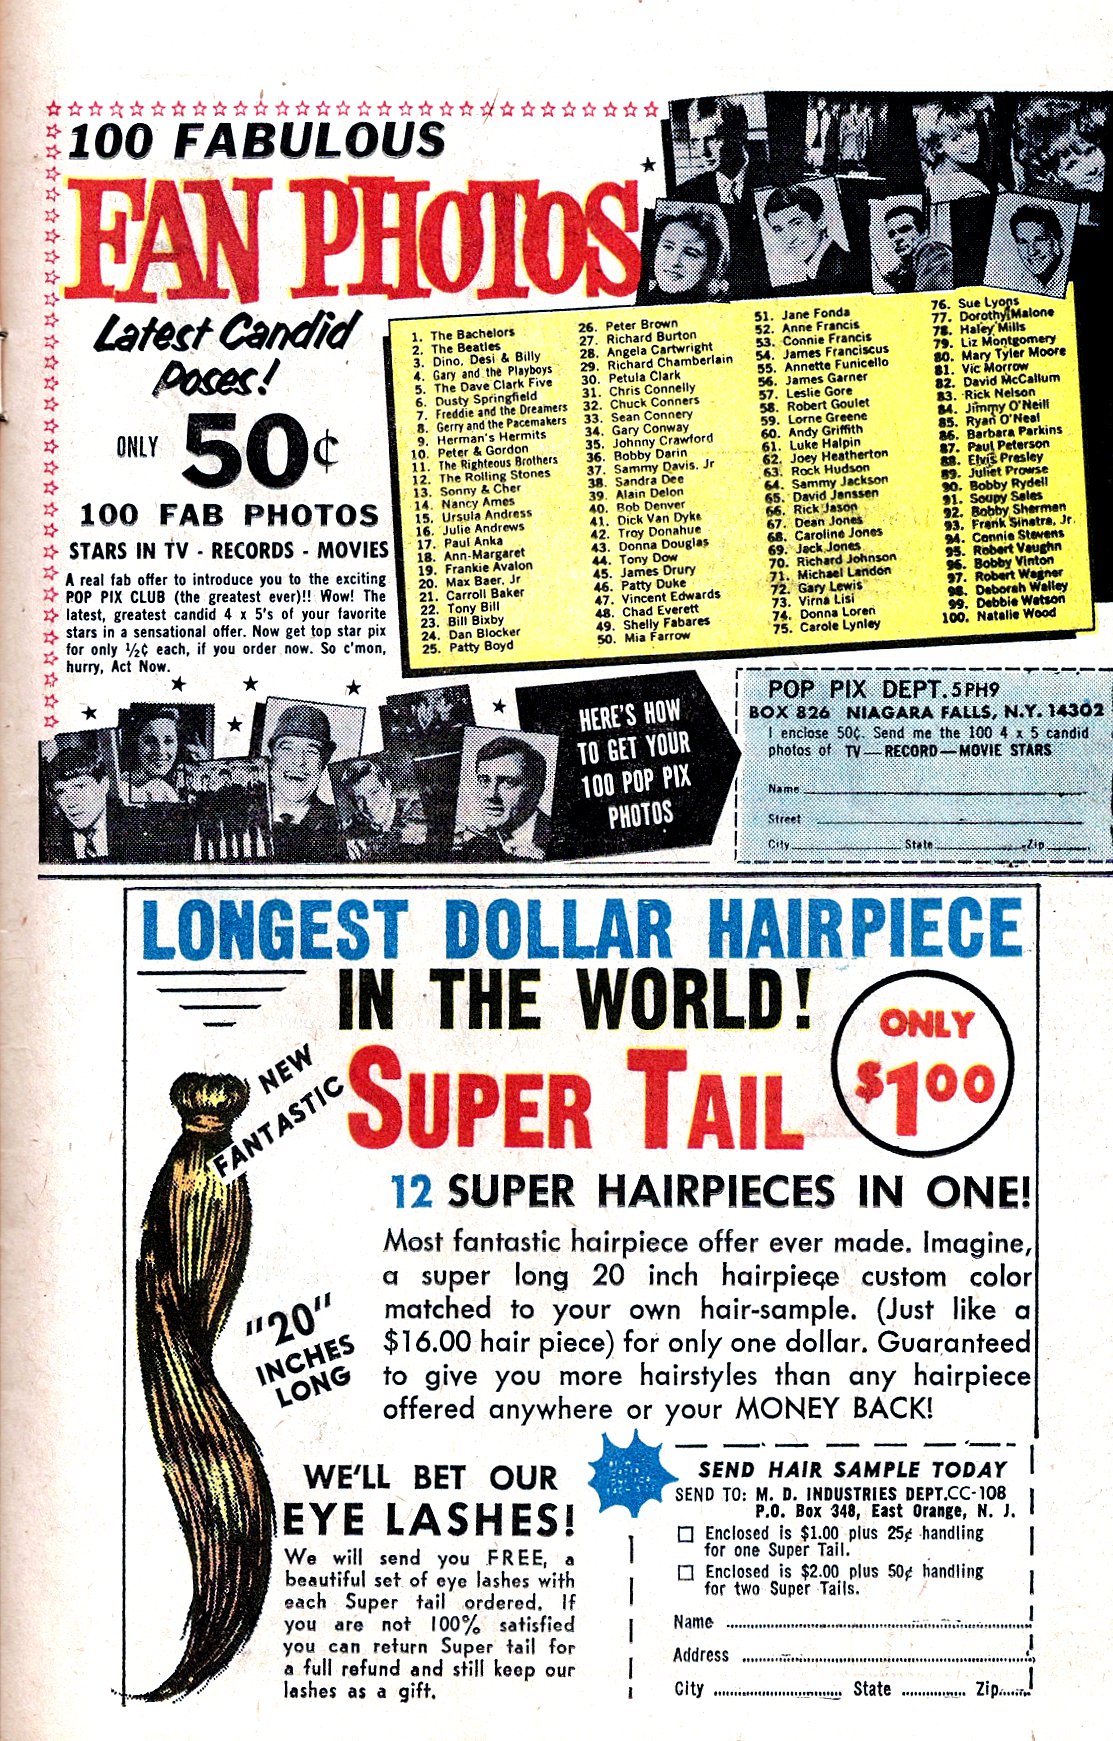 100 FABULOUS
FAN PHOTOS
Latest Candid
Poses!
ONLY 50¢
100 FAB PHOTOS
STARS IN TV - RECORDS - MOVIES
A real fab offer to introduce you to the exciting
POP PIX CLUB (the greatest ever)!! Wow! The
latest, greatest candid 4 x 5's of your favorite
stars in a sensational offer. Now get top star pix
for only ½¢ each, if you order now. So c'mon,
hurry, Act Now.
1. The Bachelors
2. The Beatles
3. Dino, Desi & Billy
4. Gary and the Playboys
5. The Dave Clark Five
6. Dusty Springfield
7. Freddie and the Dreamers
8. Gerry and the Pacemakers
9. Herman's Hermits
10. Peter & Gordon
11. The Righteous Brothers
12. The Rolling Stones
13. Sonny & Cher
14. Nancy Ames
15. Ursula Andress
16. Julie Andrews
17. Paul Anka
18. Ann-Margaret
19. Frankie Avalon
20. Max Baer, Jr
21. Carroll Baker
22. Tony Bill
23. Bill Bixby
24. Dan Blocker
25. Patty Boyd
26. Peter Brown
27. Richard Burton
28. Angela Cartwright
29. Richard Chamberlain
30. Petula Clark
31. Chris Connelly
32. Chuck Conners
33. Sean Connery
34. Gary Conway
35. Johnny Crawford
36. Bobby Darin
37. Sammy Davis, Jr
38. Sandra Dee
39. Alain Delon
40. Bob Denver
41. Dick Van Dyke
42. Troy Donahue
43. Donna Douglas
44. Tony Dow
45. James Drury
46. Patty Duke
47. Vincent Edwards
48. Chad Everett
49. Shelly Fabares
50. Mia Farrow
51. Jane Fonda
52. Anne Francis
53. Connie Francis
54. James Franciscus
55. Annette Funicello
56. James Garner
57. Leslie Gore
58. Robert Goulet
59. Lorne Greene
60. Andy Griffith
61. Luke Halpin
62. Joey Heatherton
63. Rock Hudson
64. Sammy Jackson
65. David Janssen
66. Rick Jason
67. Dean Jones
68. Caroline Jones
69. Jack Jones
70. Richard Johnson
71. Michael Landon
72. Gary Lewis
73. Virna Lisi
74. Donna Loren
75. Carole Lynley
76. Sue Lyons
77. Dorothy Malone
78. Haley Mills
79. Liz Montgomery
80. Mary Tyler Moore
81. Vic Morrow
82. David McCallum
83. Rick Nelson
84. Jimmy O'Neill
85. Ryan O'Neal
86. Barbara Parkins
87. Paul Peterson
88. Elvis Presley
89. Juliet Prowse
90. Bobby Rydell
91. Soupy Sales
92. Bobby Sherman
93. Frank Sinatra, Jr.
94. Connie Stevens
95. Robert Vaughn
96. Bobby Vinton
97. Robert Wagner
98. Deborah Walley
99. Debbie Watson
100. Natalie Wood
HERE'S HOW
TO GET YOUR
100 POP PIX
PHOTOS
POP PIX DEPT. 5PH9
BOX 826 NIAGARA FALLS, N.Y. 14302
I enclose 50¢. Send me the 100 4 x 5 candid
photos of TV—RECORD—MOVIE STARS
Name
Street
City State Zip
LONGEST DOLLAR HAIRPIECE
IN THE WORLD!
ONLY
$1.00
NEW
FANTASTIC
SUPER TAIL
12 SUPER HAIRPIECES IN ONE!
Most fantastic hairpiece offer ever made. Imagine,
a super long 20 inch hairpiece custom color
matched to your own hair-sample. (Just like a
$16.00 hair piece) for only one dollar. Guaranteed
to give you more hairstyles than any hairpiece
offered anywhere or your MONEY BACK!
"20"
INCHES
LONG
WE'LL BET OUR
EYE LASHES!
We will send you FREE, a
beautiful set of eye lashes with
each Super tail ordered. If
you are not 100% satisfied
you can return Super tail for
a full refund and still keep our
lashes as a gift.
SEND HAIR SAMPLE TODAY
SEND TO: M. D. INDUSTRIES DEPT.CC-108
P.O. Box 348, East Orange, N. J.
Enclosed is $1.00 plus 25¢ handling
for one Super Tail.
Enclosed is $2.00 plus 50¢ handling
for two Super Tails.
Name
Address
City State Zip